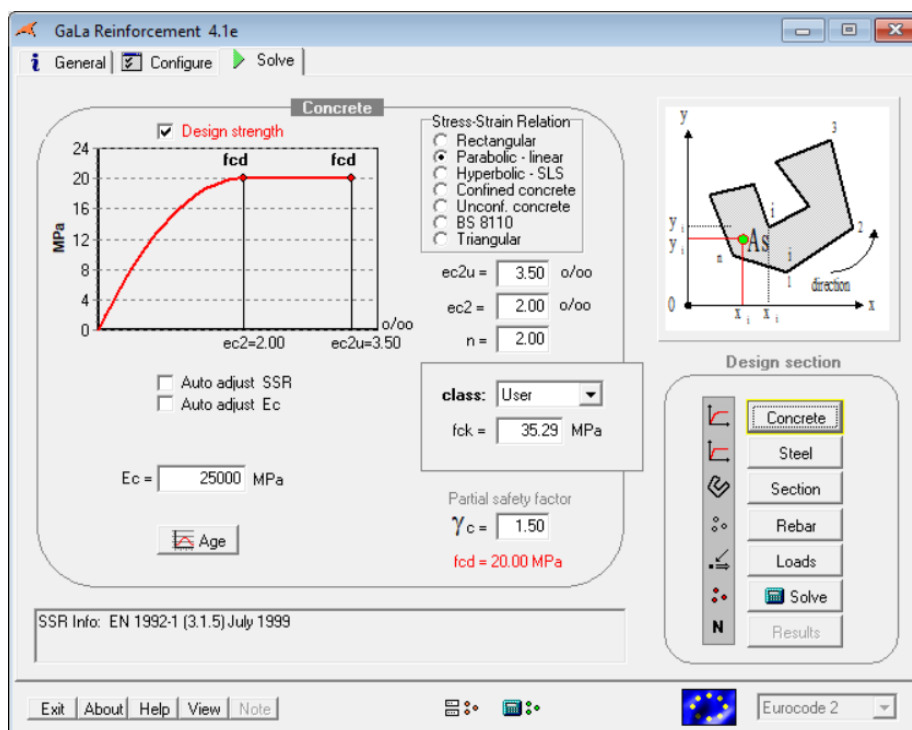 GaLa Reinforcement 4.1e
General Configure Solve
Concrete
Design strength
24
20
16
12
8
4
0
MPa
fcd fcd
o/oo
ec2=2.00 ec2u=3.50
Auto adjust SSR
Auto adjust Ec
Ec = 25000 MPa
Age
Stress-Strain Relation
Rectangular
Parabolic - linear
Hyperbolic - SLS
Confined concrete
Unconf. concrete
BS 8110
Triangular
ec2u = 3.50 o/oo
ec2 = 2.00 o/oo
n = 2.00
class: User
fck = 35.29 MPa
Partial safety factor
γc = 1.50
fcd = 20.00 MPa
y
3
y i
y i
i
As
2
n
i
1
direction
0
x i x i
x
Design section
Concrete
Steel
Section
Rebar
Loads
Solve
N Results
SSR Info: EN 1992-1 (3.1.5) July 1999
Exit About Help View Note
Eurocode 2